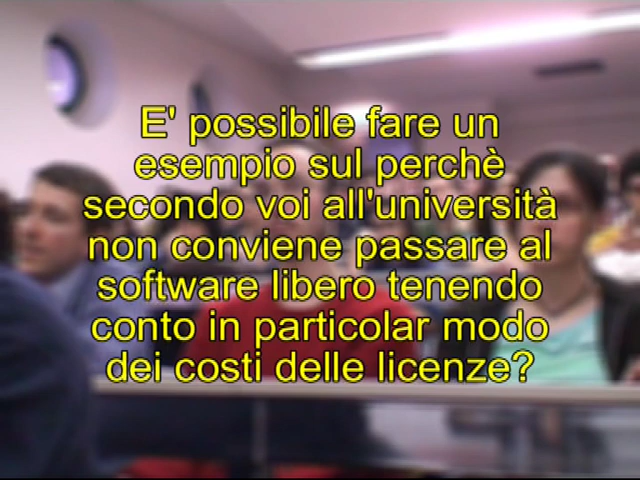 E' possibile fare un
esempio sul perchè
secondo voi all'università
non conviene passare al
software libero tenendo
conto in particolar modo
dei costi delle licenze?